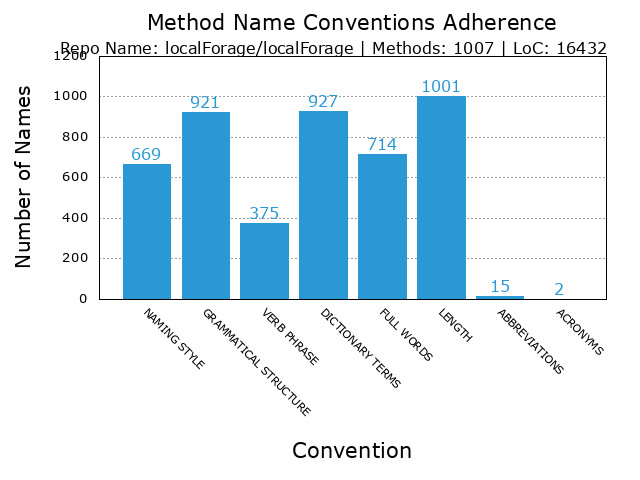 Method Name Conventions Adherence
Repo Name: localForage/localForage | Methods: 1007 | LoC: 16432
1200
1000
800
600
400
200
0
Number of Names
669
921
375
927
714
1001
15
2
NAMING STYLE
GRAMMATICAL STRUCTURE
VERB PHRASE
DICTIONARY TERMS
FULL WORDS
LENGTH
ABBREVIATIONS
ACRONYMS
Convention